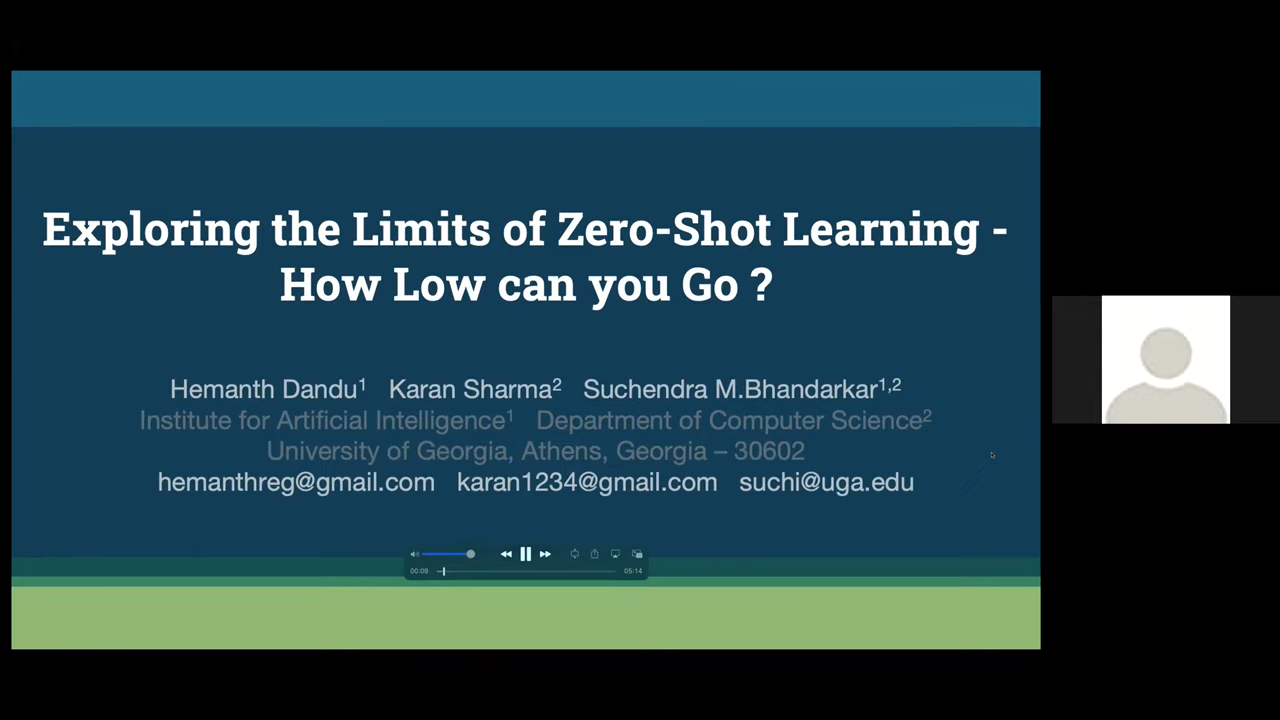 Exploring the Limits of Zero-Shot Learning -
How Low can you Go ?
Hemanth Dandu¹ Karan Sharma² Suchendra M.Bhandarkar¹,²
Institute for Artificial Intelligence¹ Department of Computer Science²
University of Georgia, Athens, Georgia – 30602
hemanthreg@gmail.com karan1234@gmail.com suchi@uga.edu
00:09 05:14